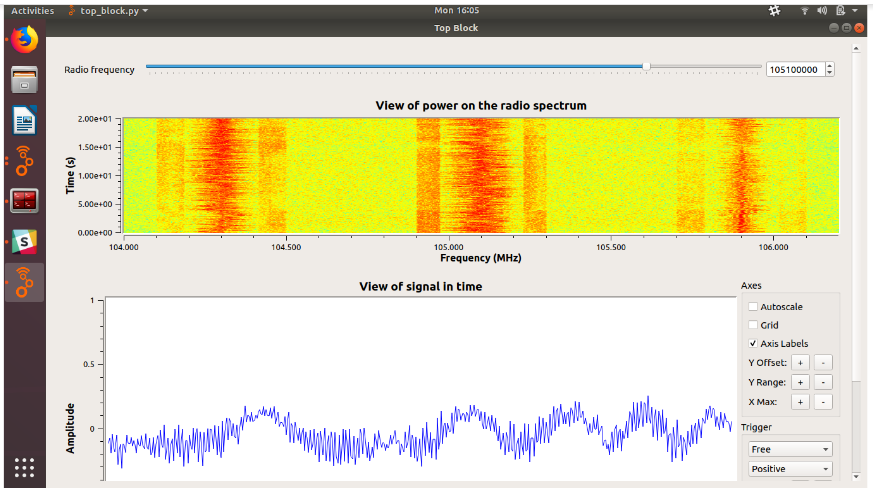 Activities top_block.py Mon 16:05
Top Block
Radio frequency 105100000
View of power on the radio spectrum
Time (s)
2.00e+01
1.50e+01
1.00e+01
5.00e+00
0.00e+00
104.000 104.500 105.000 105.500 106.000
Frequency (MHz)
View of signal in time
Amplitude
1
0.5
0
Axes
Autoscale
Grid
Axis Labels
Y Offset: + -
Y Range: + -
X Max: + -
Trigger
Free
Positive
S